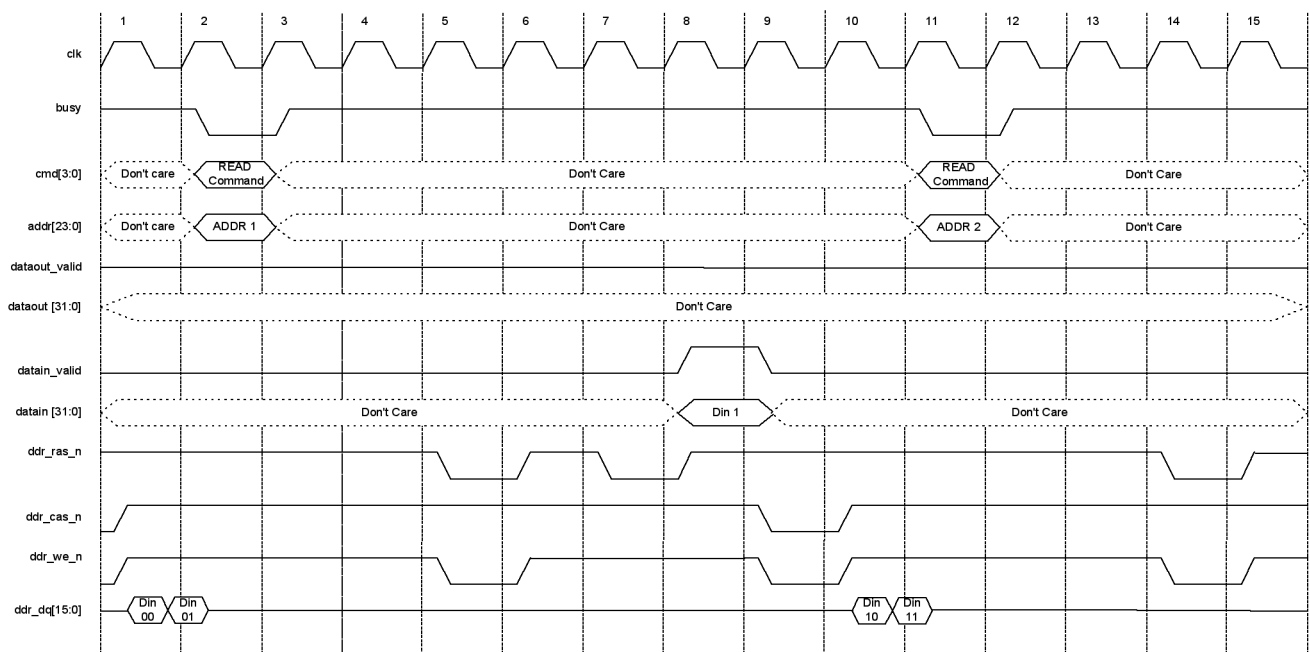 1 2 3 4 5 6 7 8 9 10 11 12 13 14 15
clk
busy
cmd[3:0] Don't care READ Command Don't Care READ Command Don't Care
addr[23:0] Don't care ADDR 1 Don't Care ADDR 2 Don't Care
dataout_valid
dataout [31:0] Don't Care
datain_valid
datain [31:0] Don't Care Din 1 Don't Care
ddr_ras_n
ddr_cas_n
ddr_we_n
ddr_dq[15:0] Din 00 Din 01 Din 10 Din 11